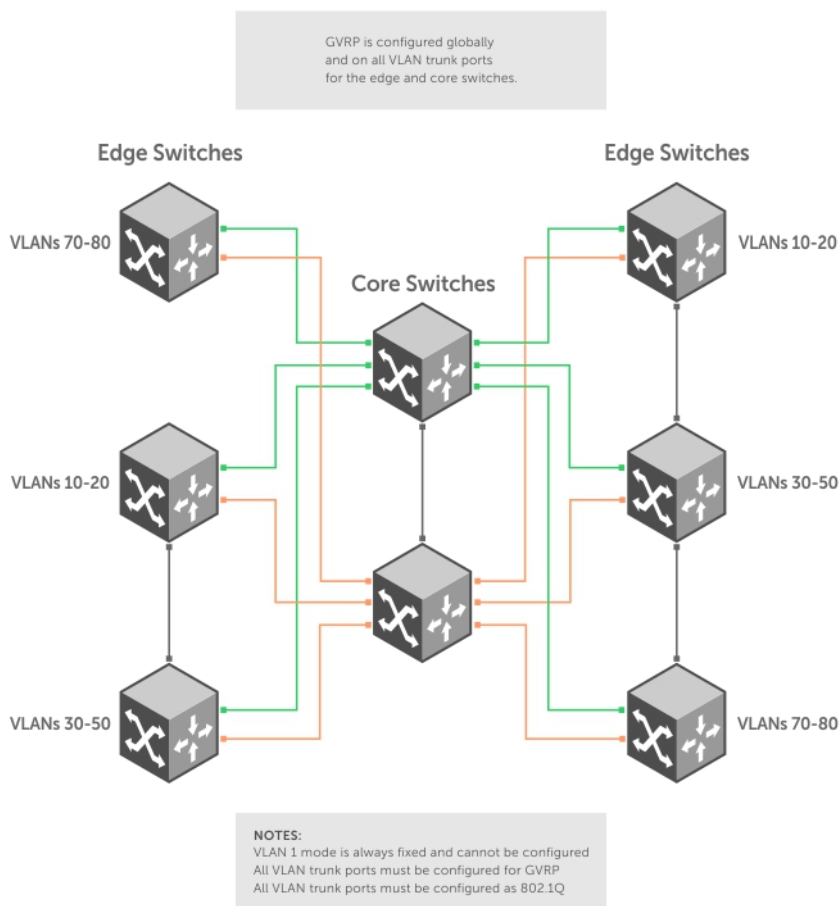 GVRP is configured globally
and on all VLAN trunk ports
for the edge and core switches.
Edge Switches
Edge Switches
VLANs 70-80
VLANs 10-20
Core Switches
VLANs 10-20
VLANs 30-50
VLANs 30-50
VLANs 70-80
NOTES:
VLAN 1 mode is always fixed and cannot be configured
All VLAN trunk ports must be configured for GVRP
All VLAN trunk ports must be configured as 802.1Q